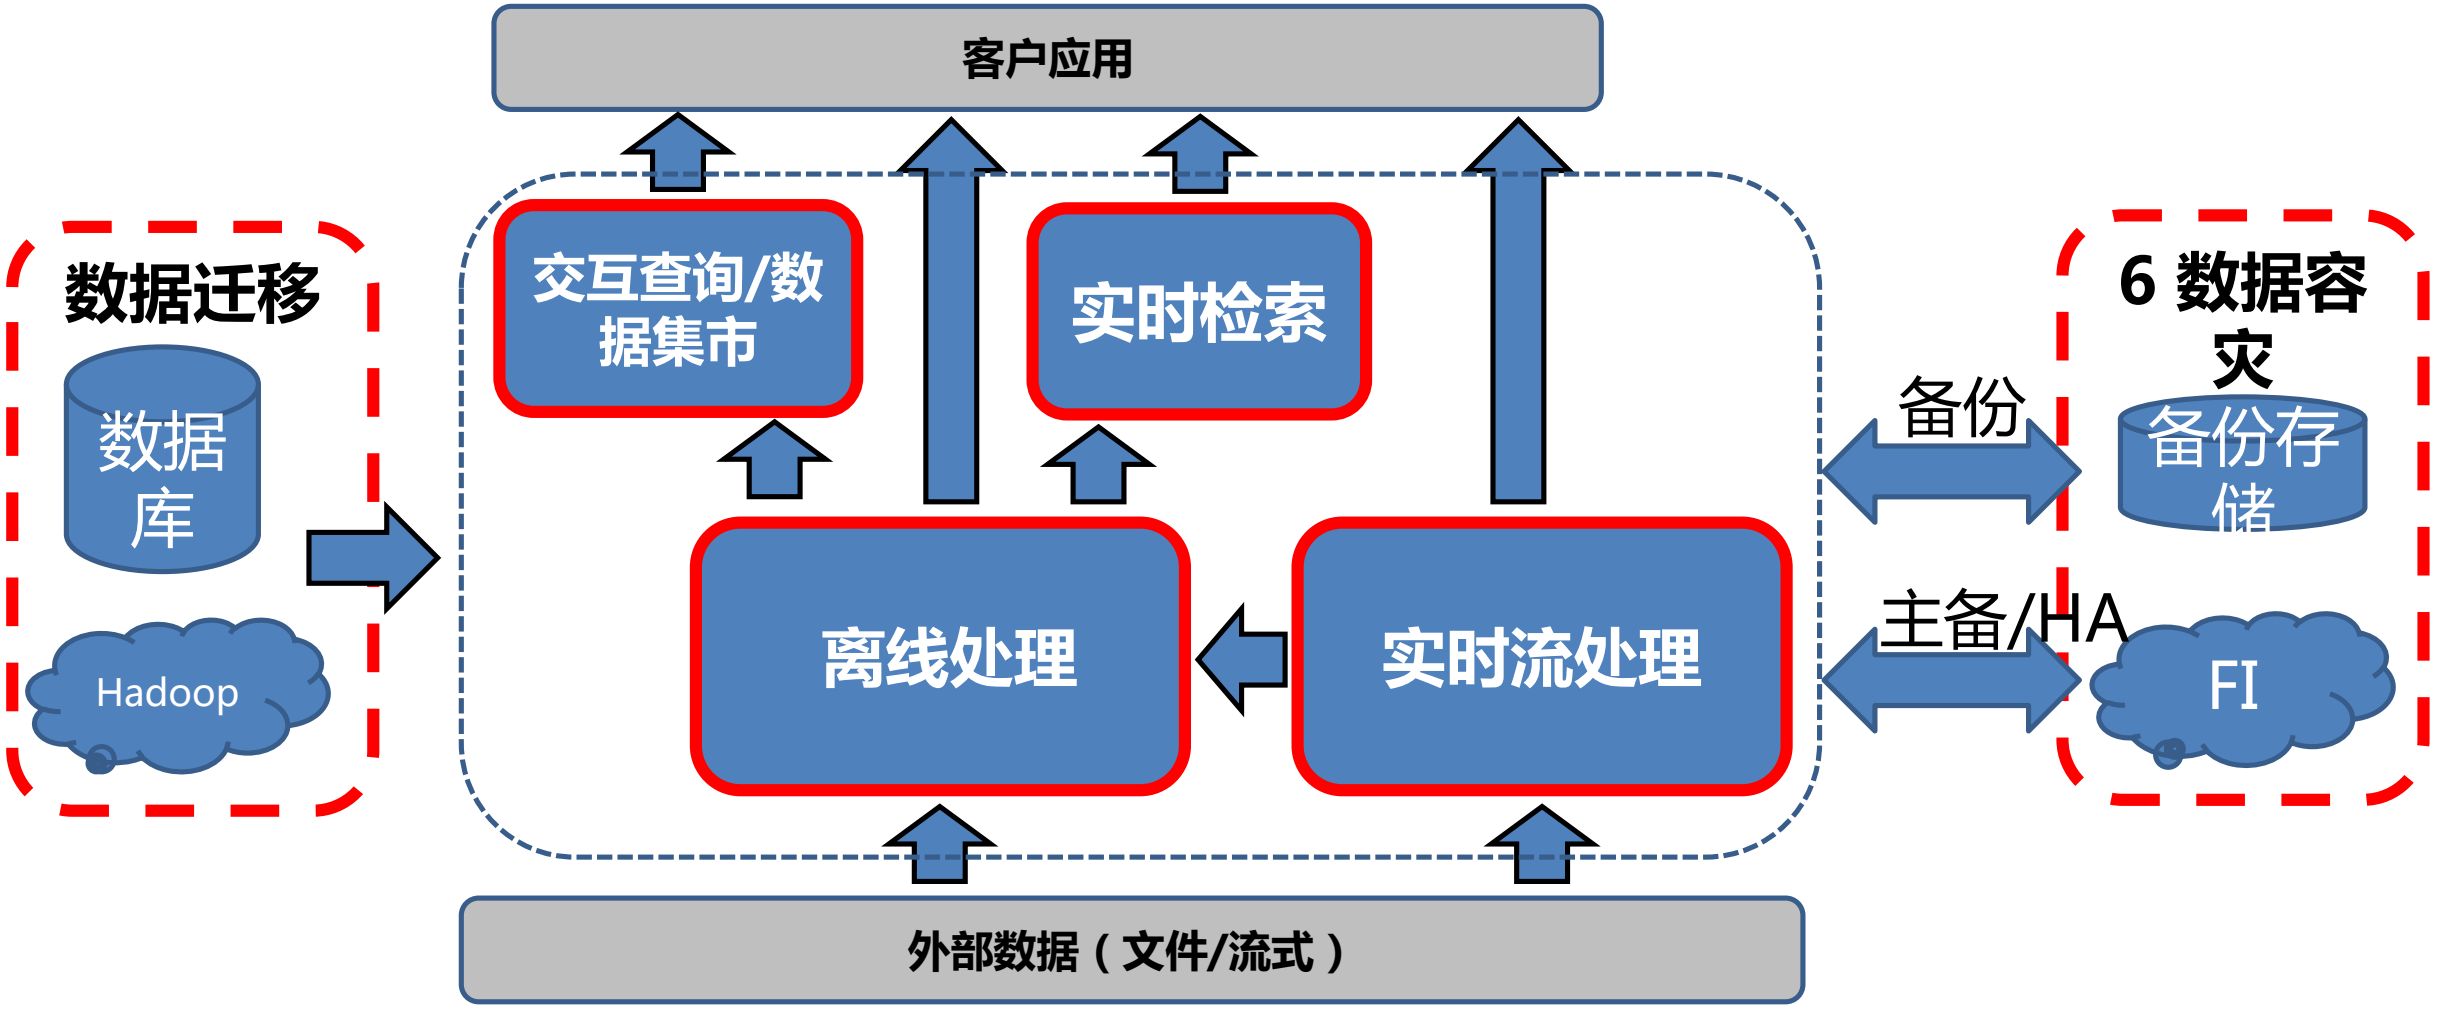 客户应用
数据迁移
数据
库
Hadoop
交互查询/数
据集市
实时检索
离线处理
实时流处理
备份
主备/HA
6 数据容
灾
备份存
储
FI
外部数据（文件/流式）